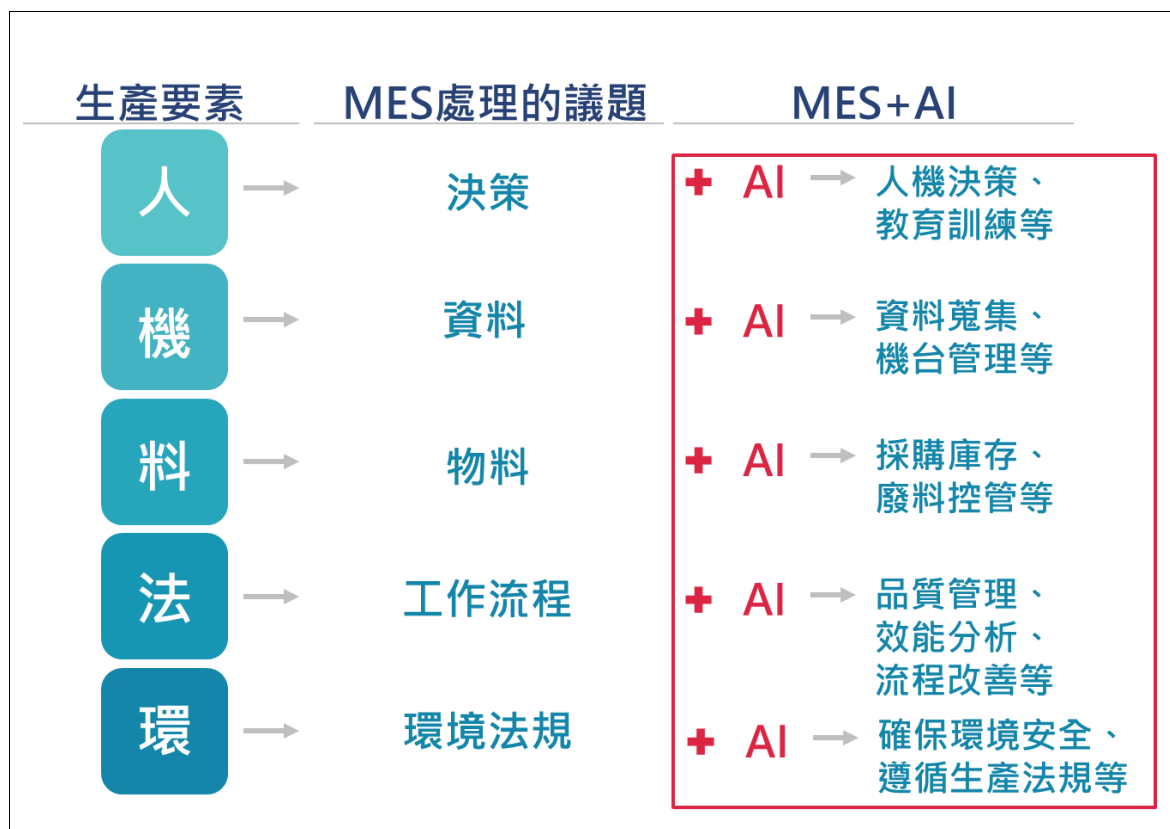 生產要素 MES處理的議題 MES+AI
人 決策 + AI 人機決策、
教育訓練等
機 資料 + AI 資料蒐集、
機台管理等
料 物料 + AI 採購庫存、
廢料控管等
法 工作流程 + AI 品質管理、
效能分析、
流程改善等
環 環境法規 + AI 確保環境安全、
遵循生產法規等